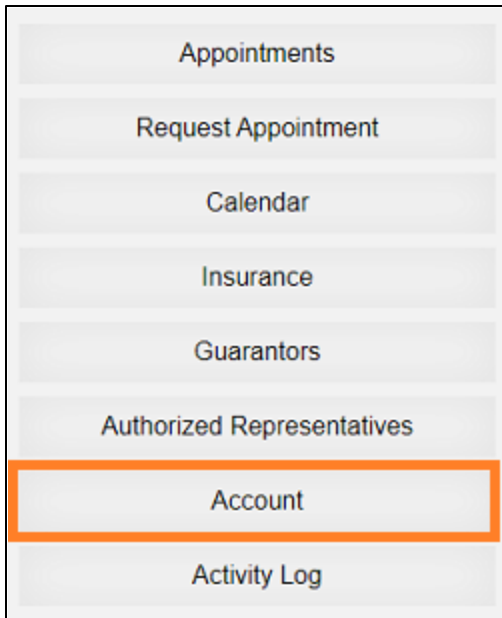 Appointments
Request Appointment
Calendar
Insurance
Guarantors
Authorized Representatives
Account
Activity Log